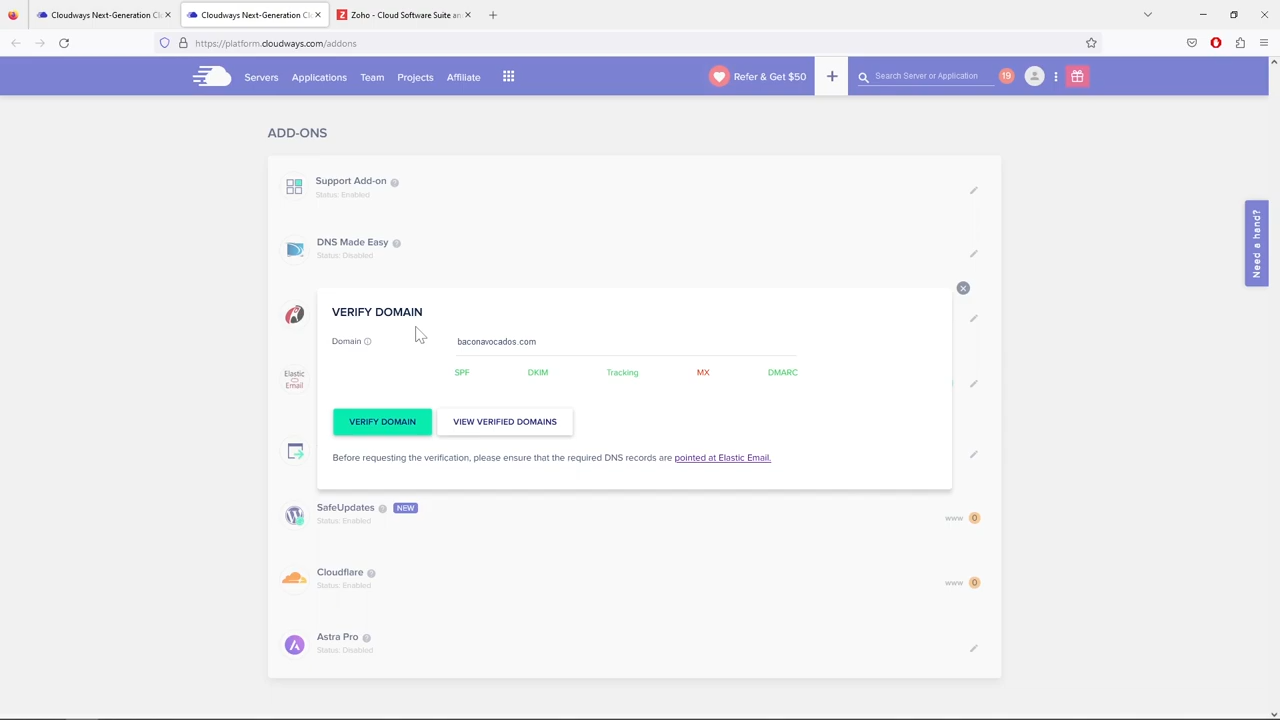 Cloudways Next-Generation Cl
Cloudways Next-Generation Cl
Zoho - Cloud Software Suite an
https://platform.cloudways.com/addons
Servers Applications Team Projects Affiliate
Refer & Get $50
+
Search Server or Application
19
ADD-ONS
Support Add-on
Status: Enabled
DNS Made Easy
Status: Disabled
Need a hand?
VERIFY DOMAIN
Domain
baconavocados.com
SPF DKIM Tracking MX DMARC
Elastic
Email
VERIFY DOMAIN VIEW VERIFIED DOMAINS
Before requesting the verification, please ensure that the required DNS records are pointed at Elastic Email.
SafeUpdates NEW
Status: Enabled
www 0
Cloudflare
Status: Enabled
www 0
Astra Pro
Status: Disabled